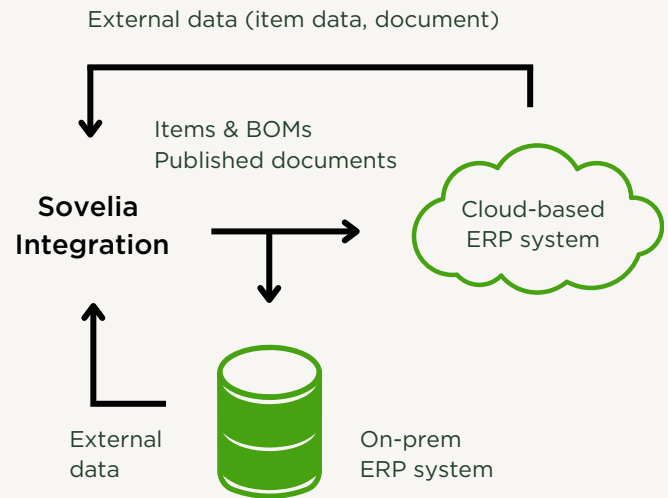 External data (item data, document)
Items & BOMs
Published documents
Sovelia
Integration
Cloud-based
ERP system
External
data
On-prem
ERP system